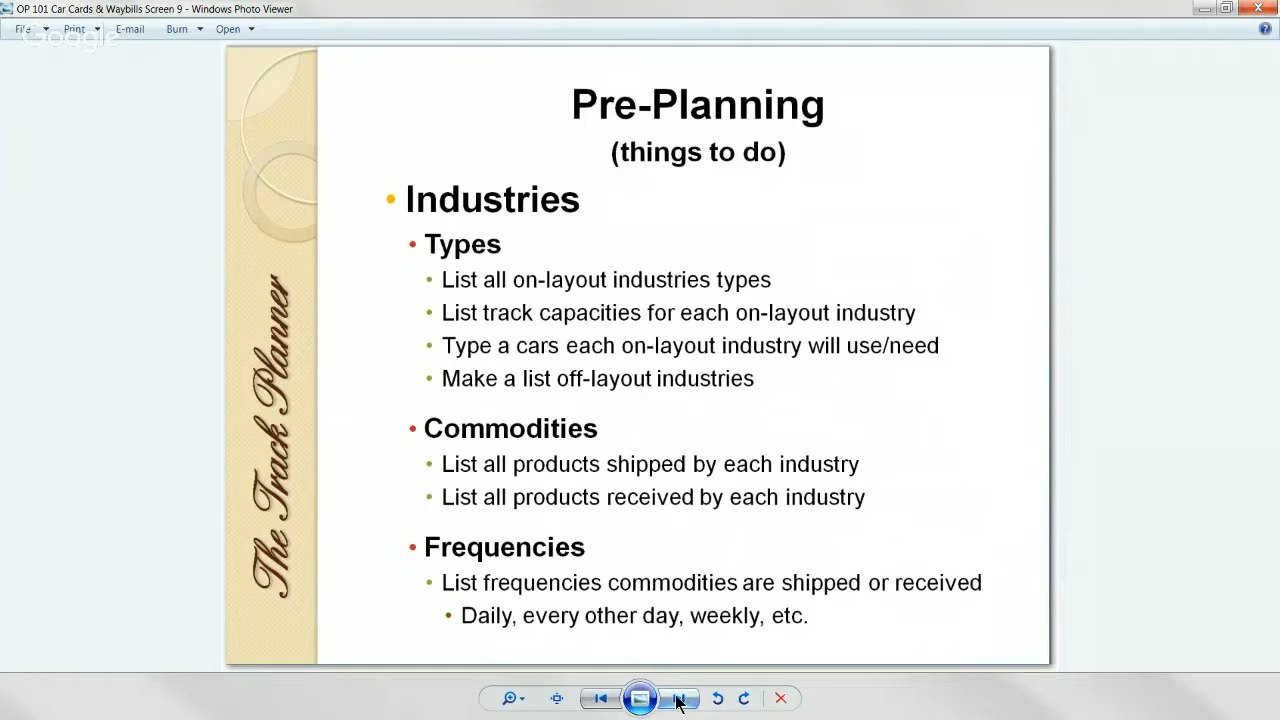 OP 101 Car Cards & Waybills Screen 9 - Windows Photo Viewer
File Print E-mail Burn Open
Google
Pre-Planning
(things to do)
• Industries
• Types
• List all on-layout industries types
• List track capacities for each on-layout industry
• Type a cars each on-layout industry will use/need
• Make a list off-layout industries
• Commodities
• List all products shipped by each industry
• List all products received by each industry
• Frequencies
• List frequencies commodities are shipped or received
• Daily, every other day, weekly, etc.
The Track Planner